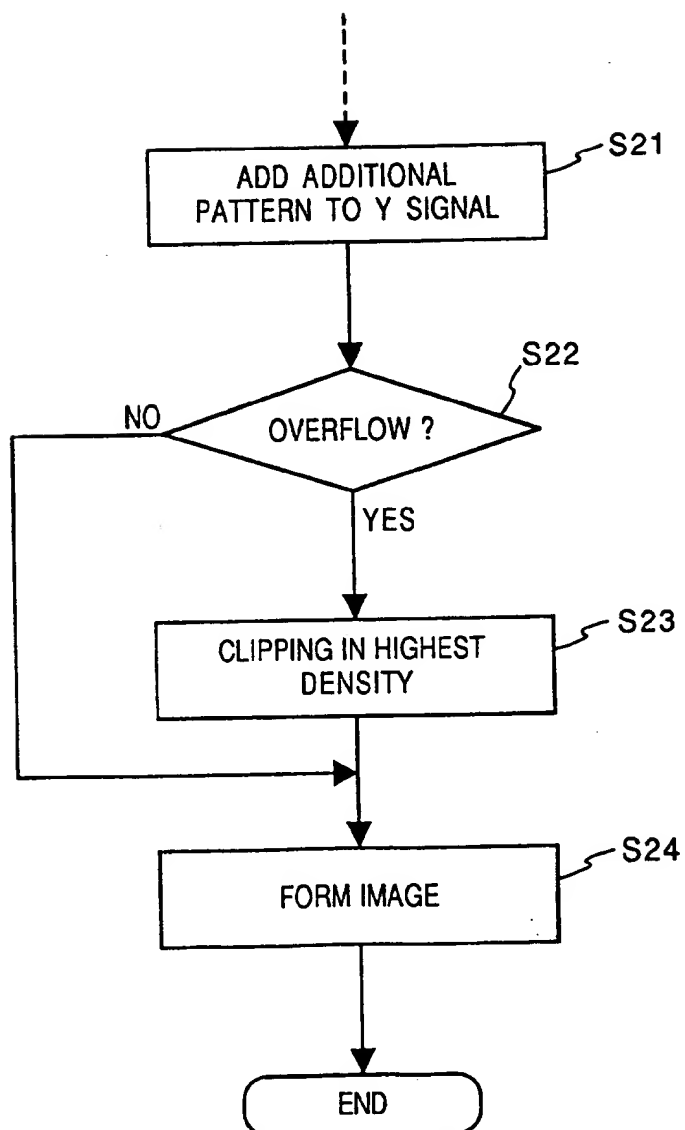 S21
ADD ADDITIONAL
PATTERN TO Y SIGNAL
S22
NO
OVERFLOW ?
YES
S23
CLIPPING IN HIGHEST
DENSITY
S24
FORM IMAGE
END